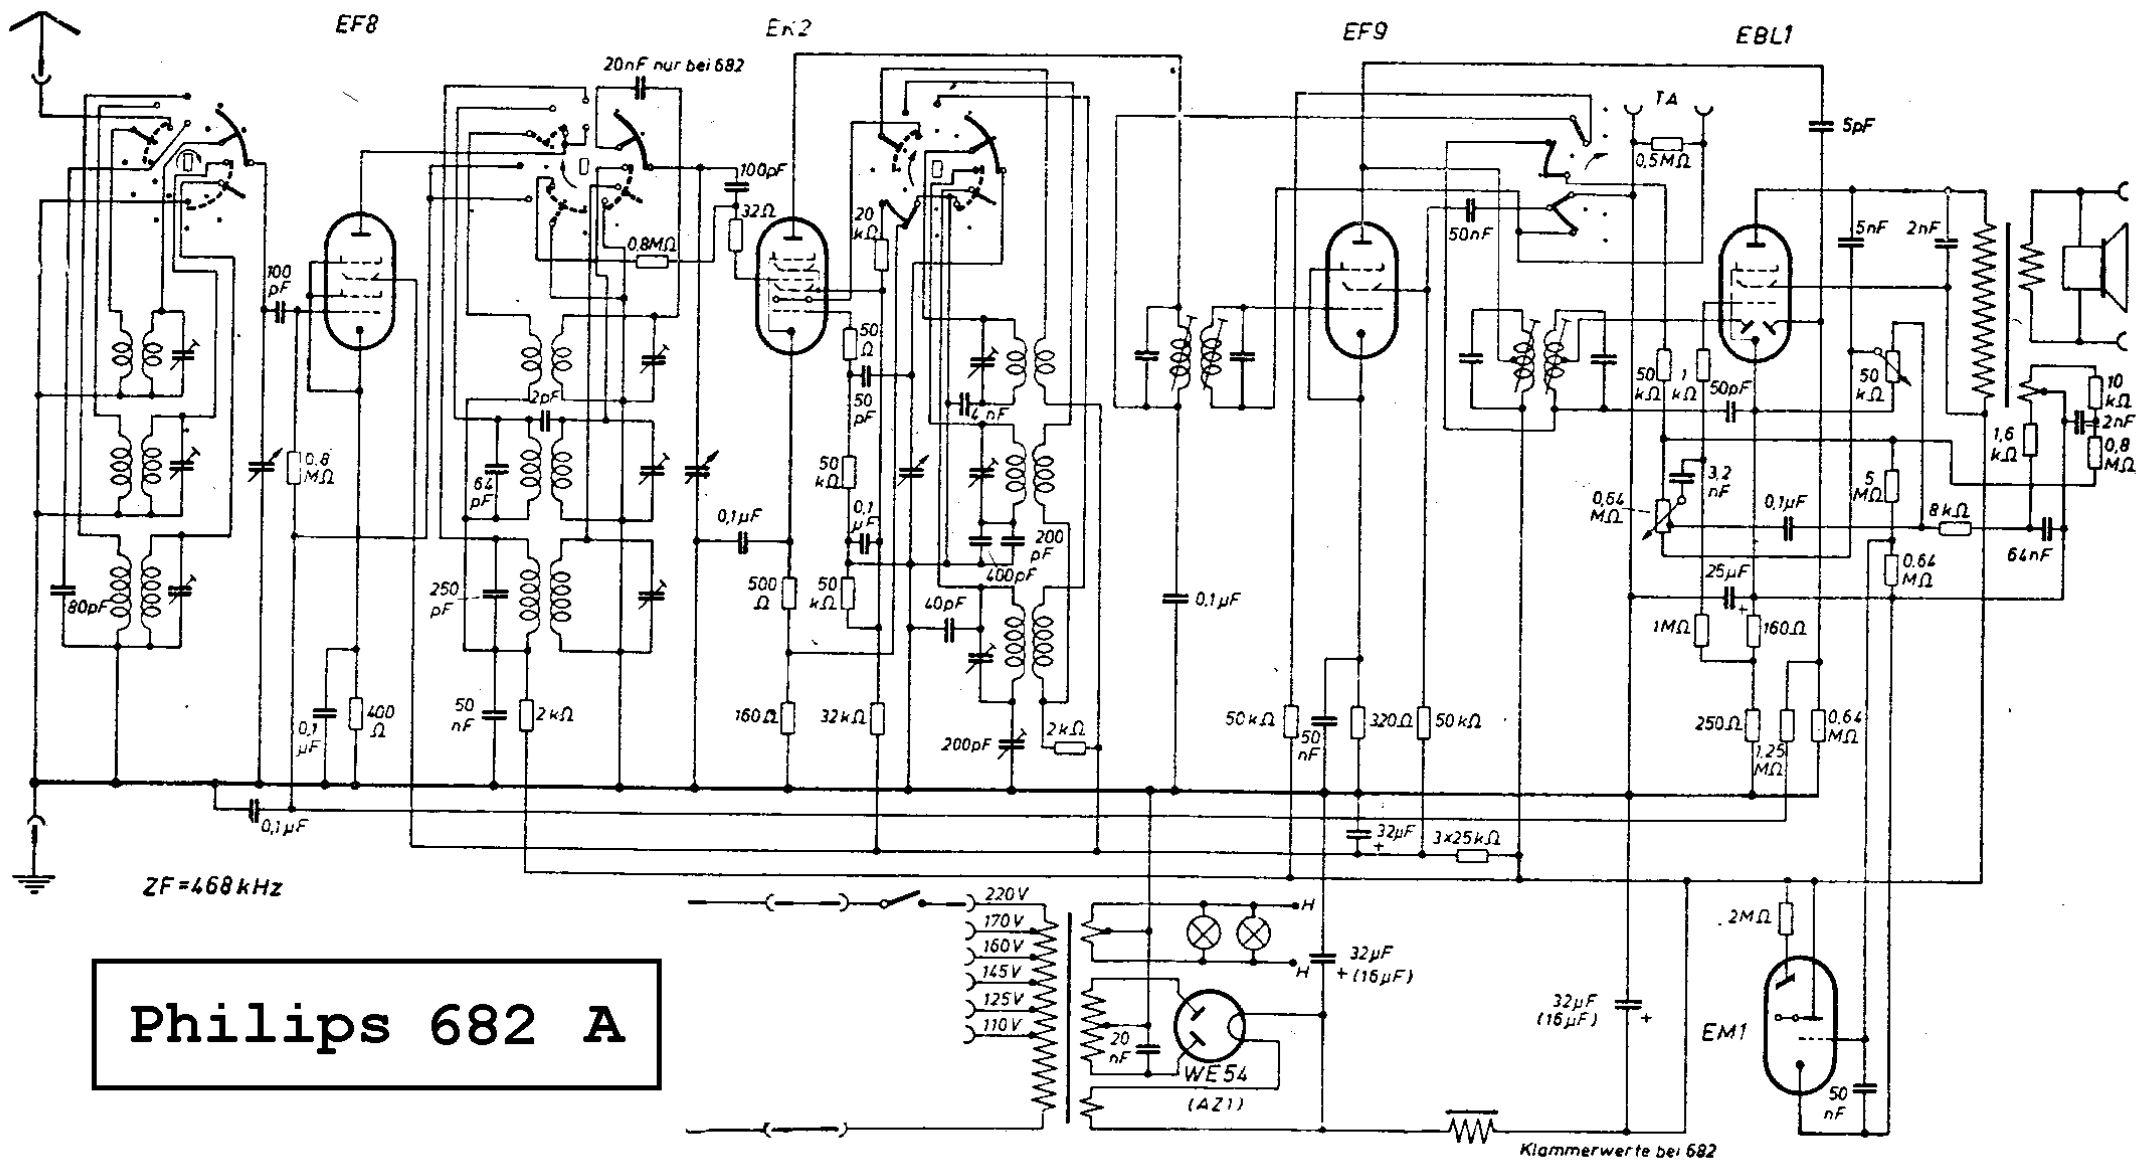 EF8
EK2
EF9
EBL1
20nF nur bei 682
TA
0,5MΩ
5pF
100pF
32Ω
20
kΩ
0,8MΩ
50nF
5nF
2nF
100
pF
50
Ω
50
pF
4nF
2pF
50
kΩ
1
kΩ
50pF
50
kΩ
10
kΩ
2nF
1,6
kΩ
0,8
MΩ
0,8
MΩ
64
pF
50
kΩ
0,1
µF
0,1µF
200
pF
400pF
3,2
nF
0,64
MΩ
5
MΩ
0,1µF
8kΩ
64nF
0,64
MΩ
80pF
250
pF
500
Ω
50
kΩ
40pF
0,1µF
25µF
1MΩ
160Ω
0,1
µF
400
Ω
50
nF
2kΩ
160Ω
32kΩ
200pF
2kΩ
50kΩ
50
nF
320Ω
50kΩ
250Ω
1,25
MΩ
0,64
MΩ
0,1µF
32µF
+
3x25kΩ
ZF=468kHz
220V
170V
160V
145V
125V
110V
H
H
32µF
+(16µF)
20
nF
WE54
(AZ1)
32µF
(16µF)
+
2MΩ
EM1
50
nF
Philips 682 A
Klammerwerte bei 682